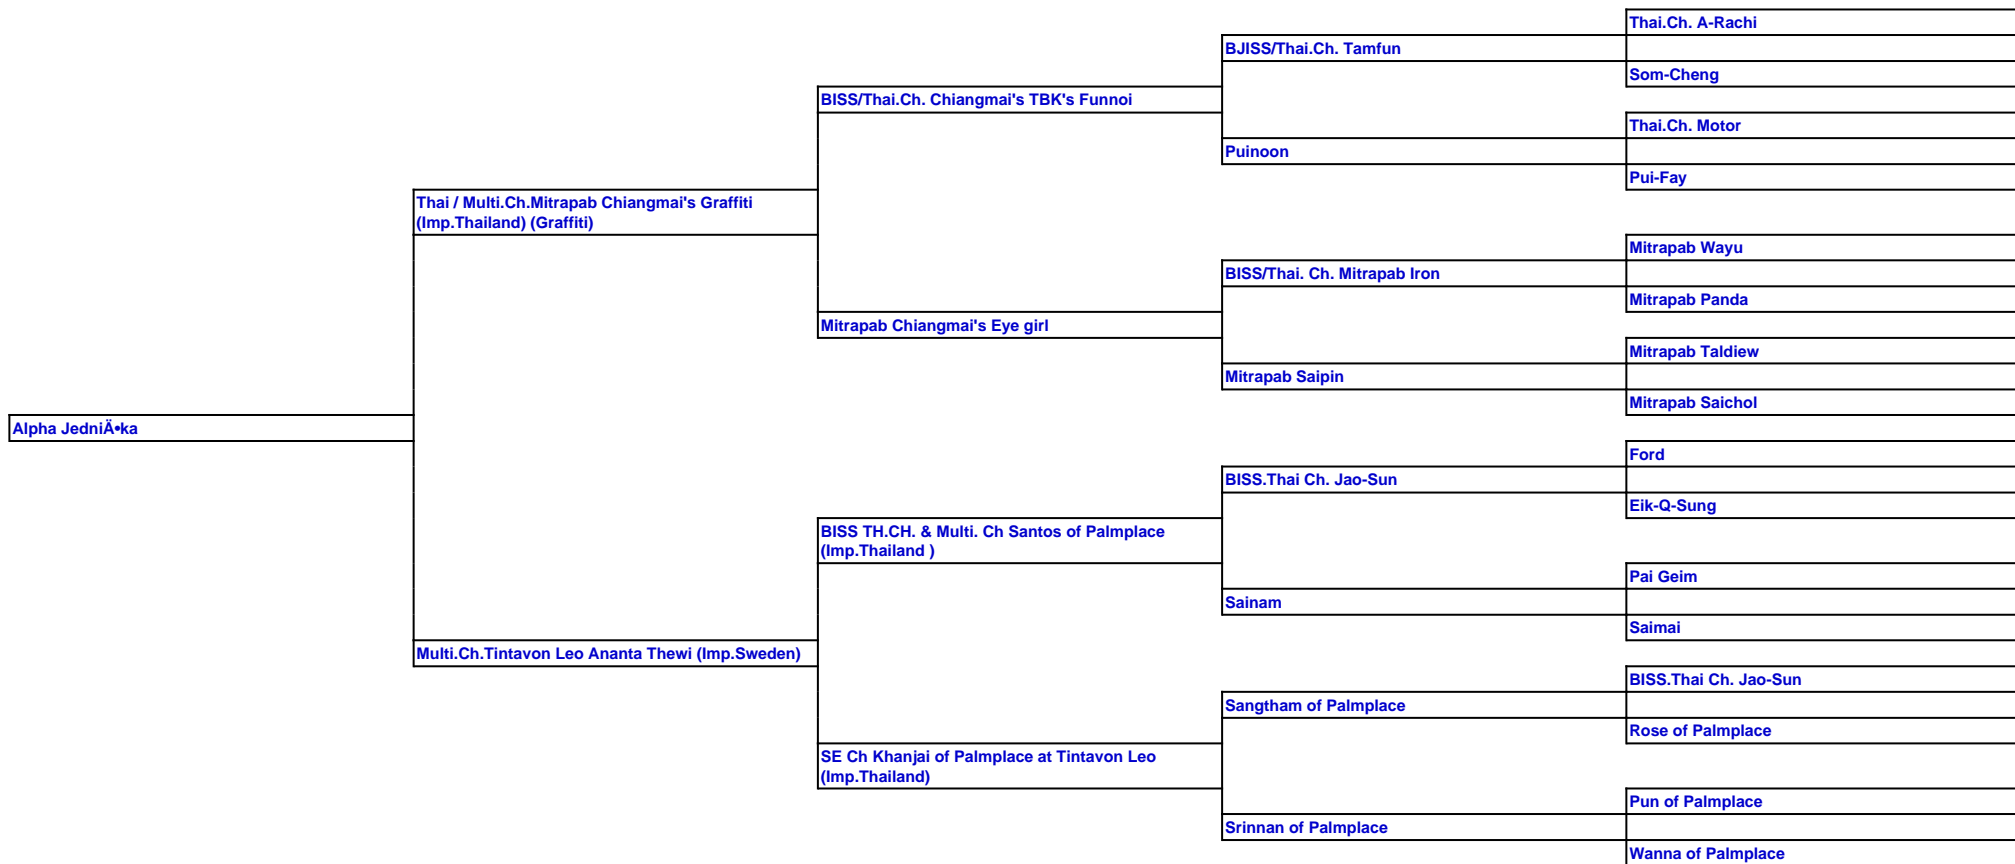 Thai.Ch. A-Rachi
BJISS/Thai.Ch. Tamfun
Som-Cheng
BISS/Thai.Ch. Chiangmai's TBK's Funnoi
Thai.Ch. Motor
Puinoon
Pui-Fay
Thai / Multi.Ch.Mitrapab Chiangmai's Graffiti
(Imp.Thailand) (Graffiti)
Mitrapab Wayu
BISS/Thai. Ch. Mitrapab Iron
Mitrapab Panda
Mitrapab Chiangmai's Eye girl
Mitrapab Taldiew
Mitrapab Saipin
Mitrapab Saichol
Alpha JedniÄ•ka
Ford
BISS.Thai Ch. Jao-Sun
Eik-Q-Sung
BISS TH.CH. & Multi. Ch Santos of Palmplace
(Imp.Thailand )
Pai Geim
Sainam
Saimai
Multi.Ch.Tintavon Leo Ananta Thewi (Imp.Sweden)
BISS.Thai Ch. Jao-Sun
Sangtham of Palmplace
Rose of Palmplace
SE Ch Khanjai of Palmplace at Tintavon Leo
(Imp.Thailand)
Pun of Palmplace
Srinnan of Palmplace
Wanna of Palmplace